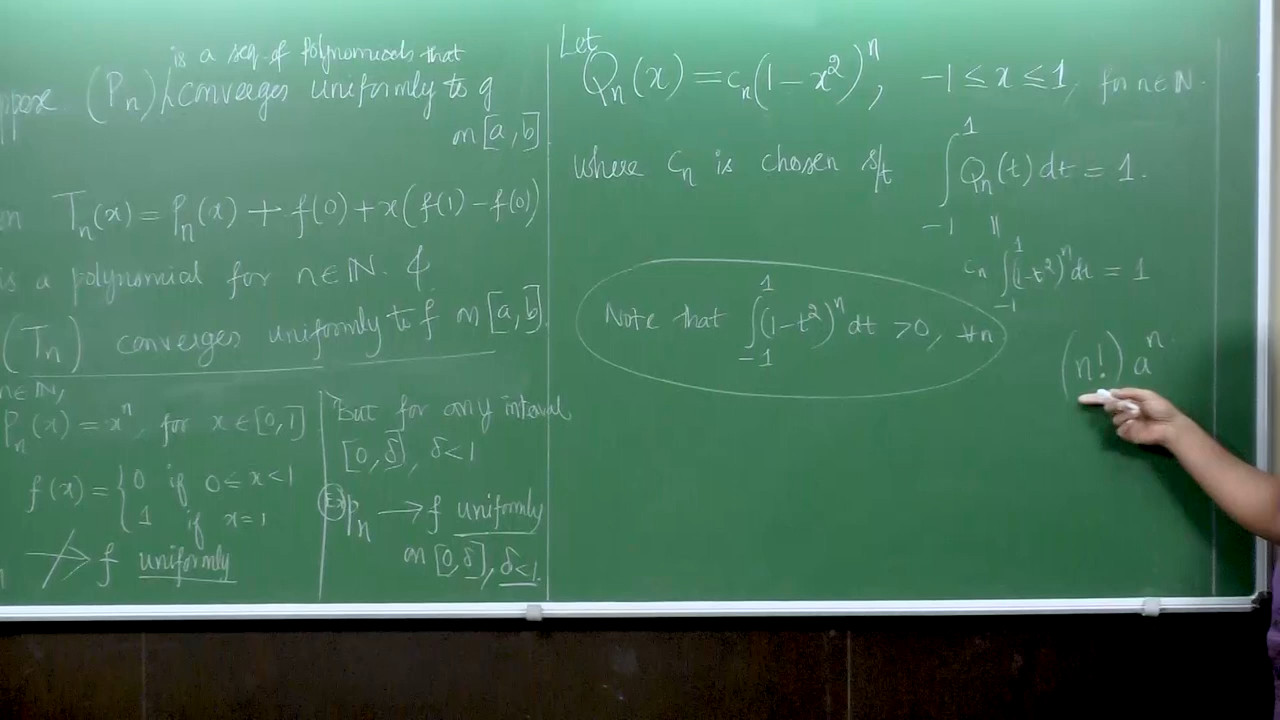 is a seq. of polynomials that
ppose (Pₙ) converges uniformly to g
on [a, b]
en Tₙ(x) = Pₙ(x) + f(0) + x(f(1) − f(0))
is a polynomial for n ∈ ℕ. &
(Tₙ) converges uniformly to f on [a, b].
n ∈ ℕ,
Pₙ(x) = xⁿ, for x ∈ [0, 1]
f(x) = { 0 if 0 ≤ x < 1
1 if x = 1
↛ f uniformly
But for any interval
[0, δ], δ < 1
Ex pₙ → f uniformly
on [0, δ], δ < 1.
Let
Qₙ(x) = cₙ(1 − x²)ⁿ, −1 ≤ x ≤ 1, for n ∈ ℕ.
where cₙ is chosen s/t ∫₋₁¹ Qₙ(t) dt = 1.
||
cₙ ∫₋₁¹ (1 − t²)ⁿ dt = 1
Note that ∫₋₁¹ (1 − t²)ⁿ dt > 0, ∀n
(n!) aⁿ